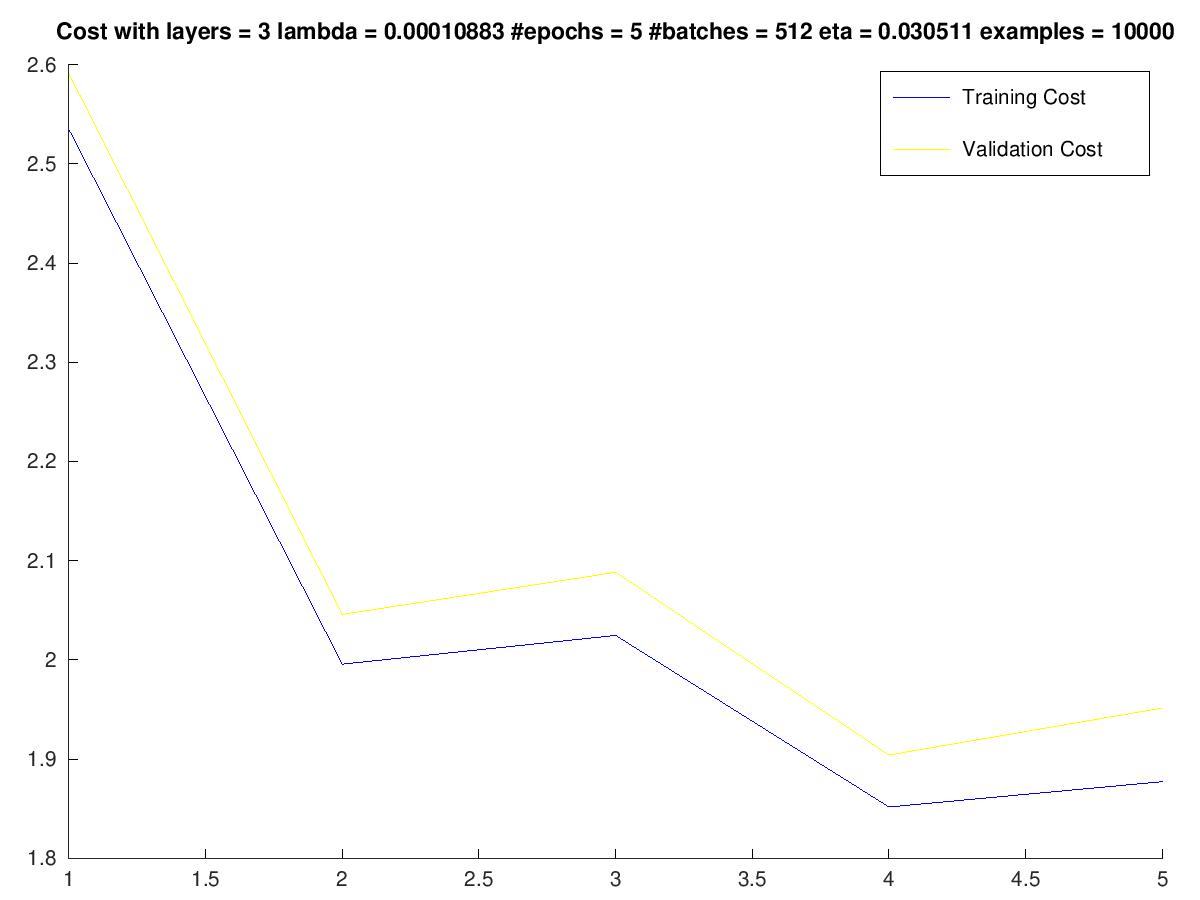 Cost with layers = 3 lambda = 0.00010883 #epochs = 5 #batches = 512 eta = 0.030511 examples = 10000
Training Cost
Validation Cost
2.6
2.5
2.4
2.3
2.2
2.1
2
1.9
1.8
1 1.5 2 2.5 3 3.5 4 4.5 5